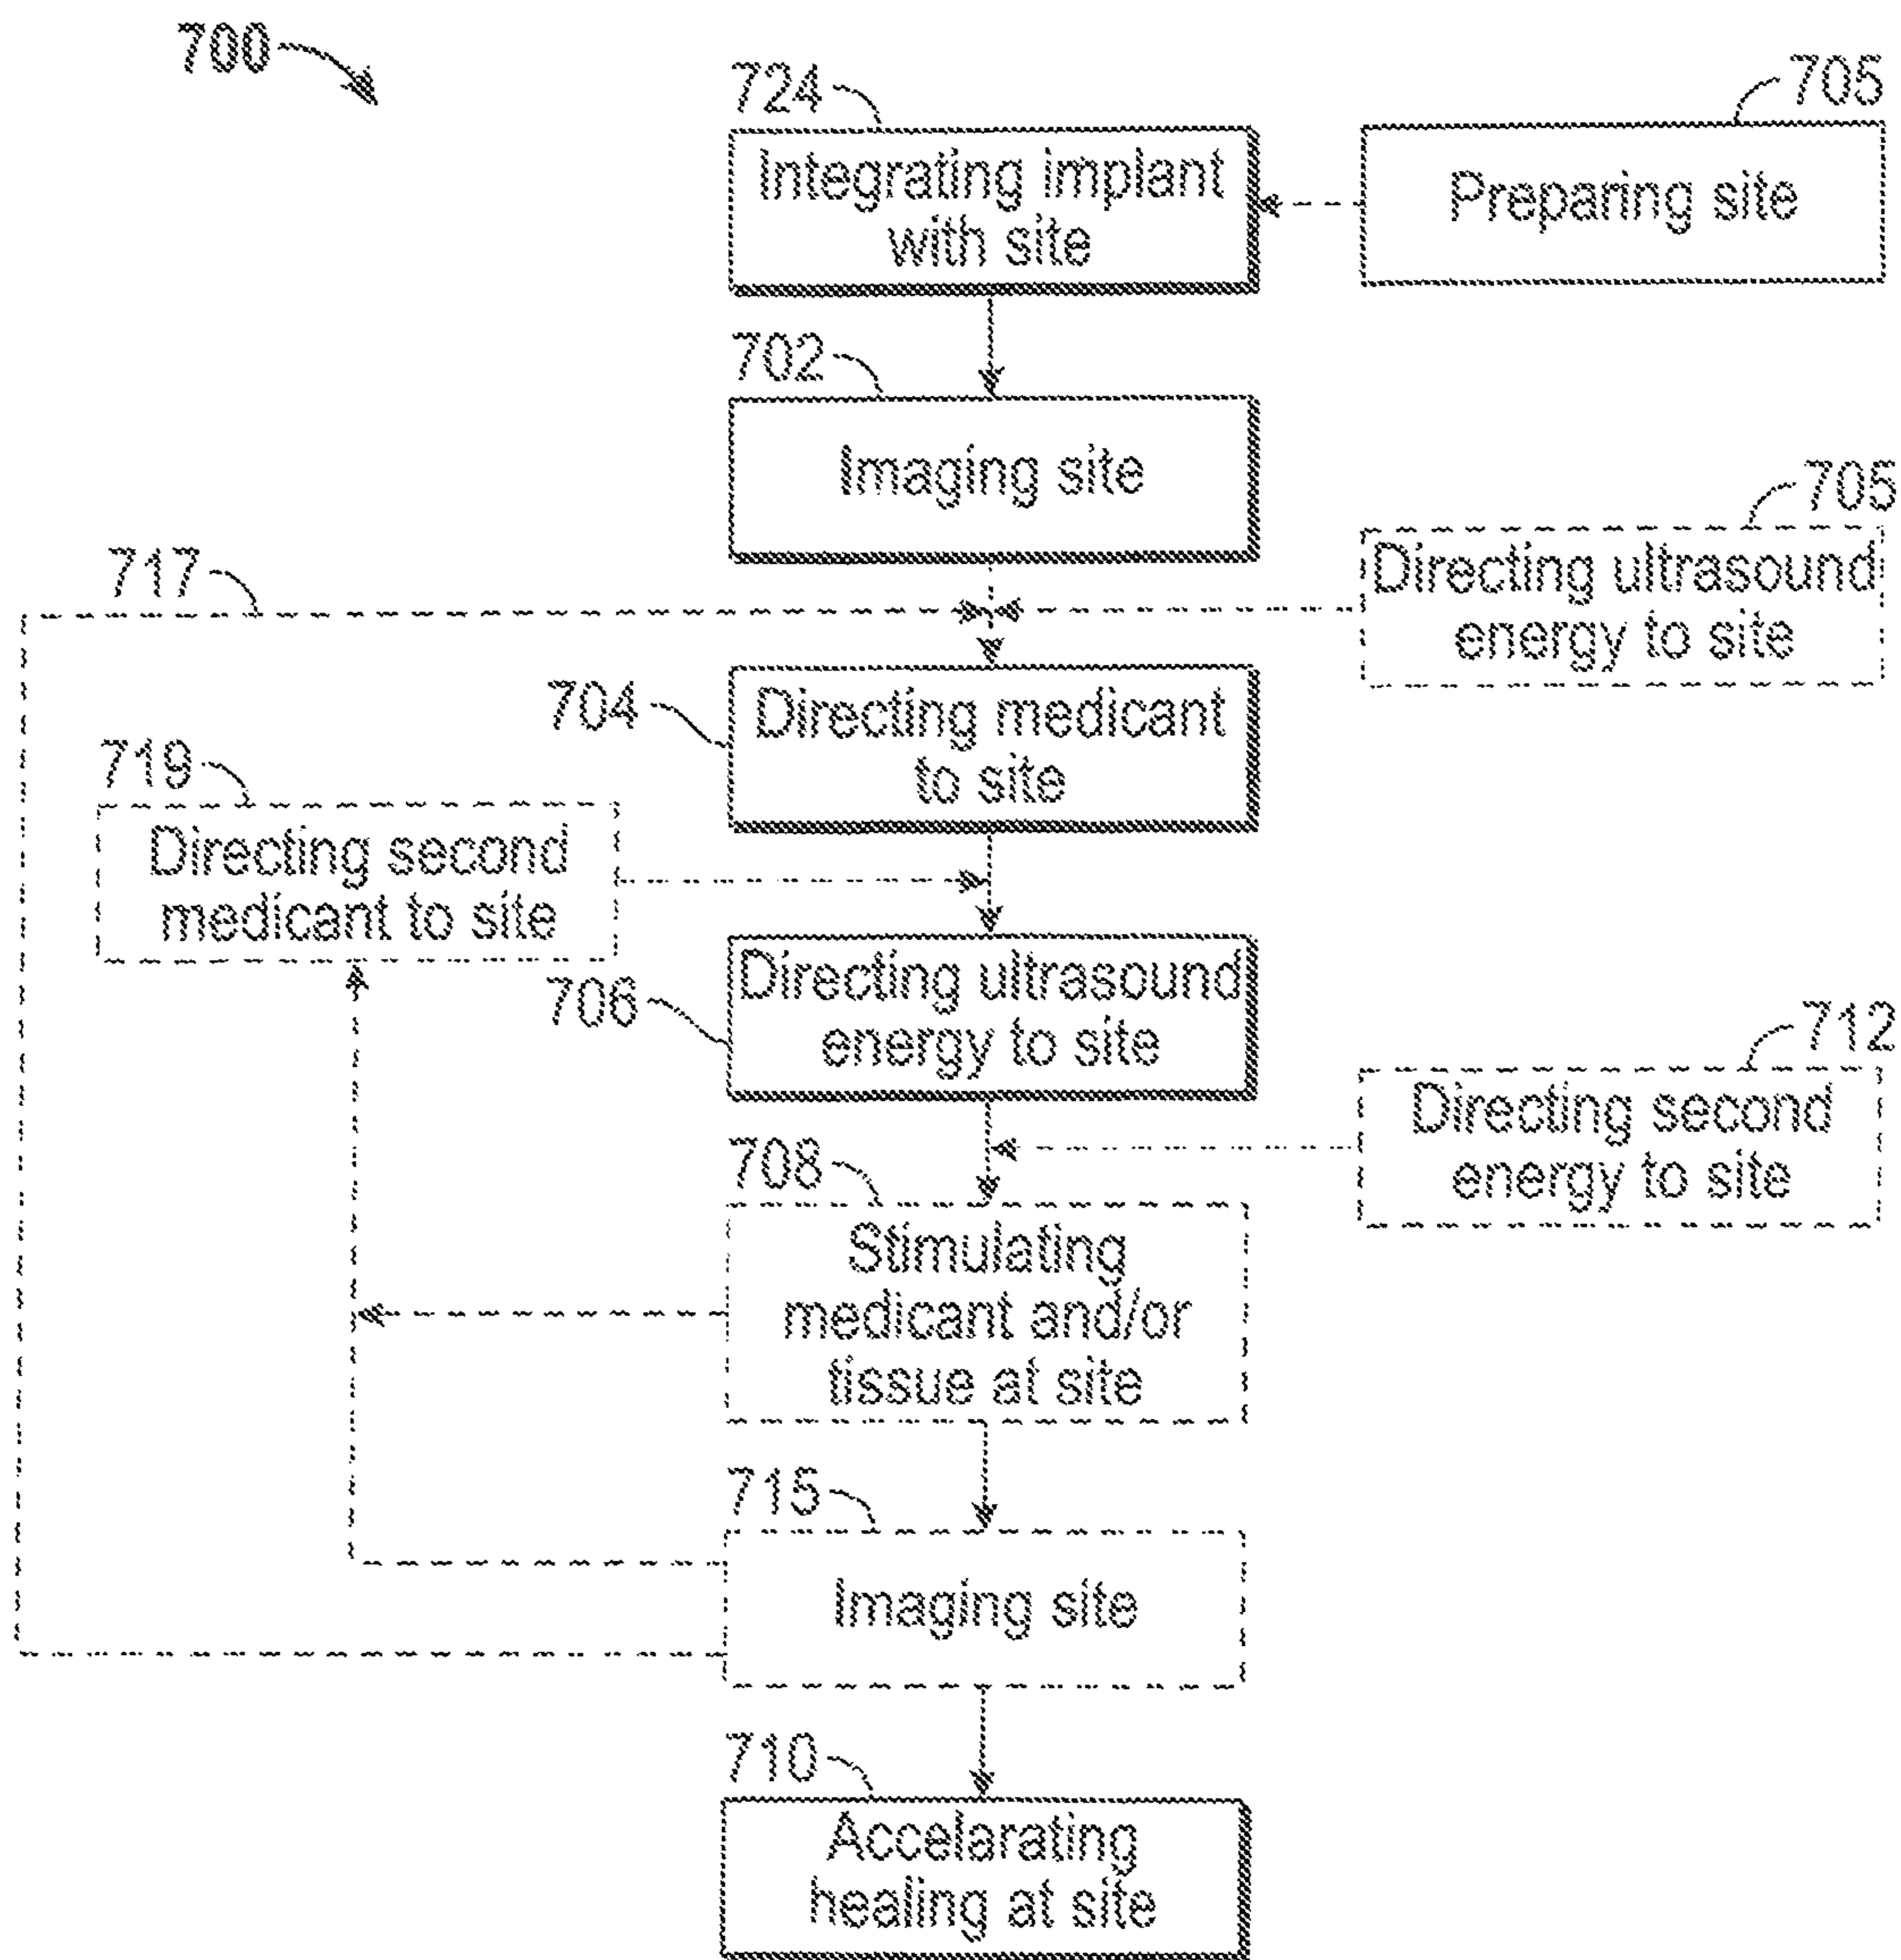 700
724
705
Integrating implant
with site
Preparing site
702
Imaging site
705
Directing ultrasound
energy to site
717
704
Directing medicant
to site
719
Directing second
medicant to site
706
Directing ultrasound
energy to site
712
Directing second
energy to site
708
Stimulating
medicant and/or
tissue at site
715
Imaging site
710
Accelarating
healing at site